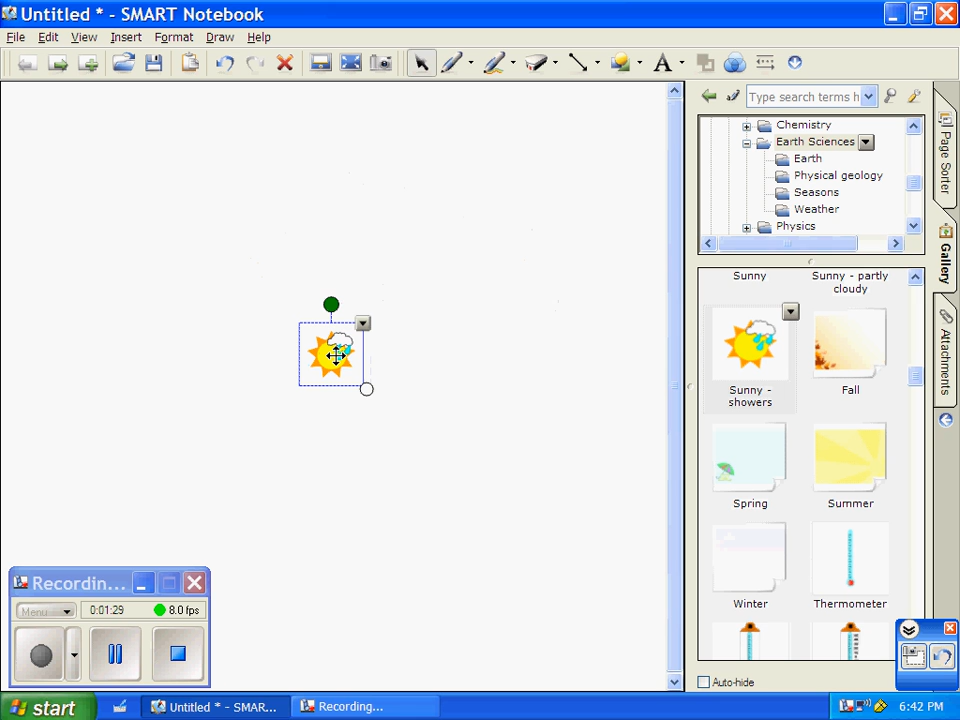 Untitled * - SMART Notebook
File Edit View Insert Format Draw Help
A
Type search terms h
Chemistry
Earth Sciences
Earth
Physical geology
Seasons
Weather
Physics
Page Sorter
Gallery
Attachments
Sunny
Sunny - partly
cloudy
Sunny -
showers
Fall
Spring
Summer
Winter
Thermometer
Auto-hide
Recordin...
Menu
0:01:29
8.0 fps
start
Untitled * - SMAR...
Recording...
6:42 PM